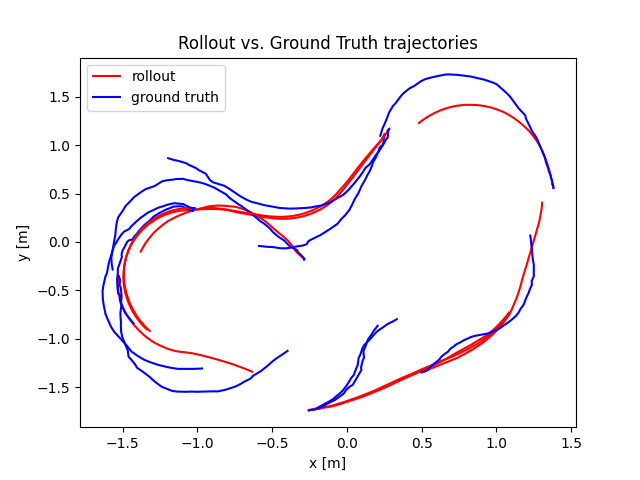 Rollout vs. Ground Truth trajectories
rollout
ground truth
y [m]
1.5
1.0
0.5
0.0
−0.5
−1.0
−1.5
−1.5 −1.0 −0.5 0.0 0.5 1.0 1.5
x [m]